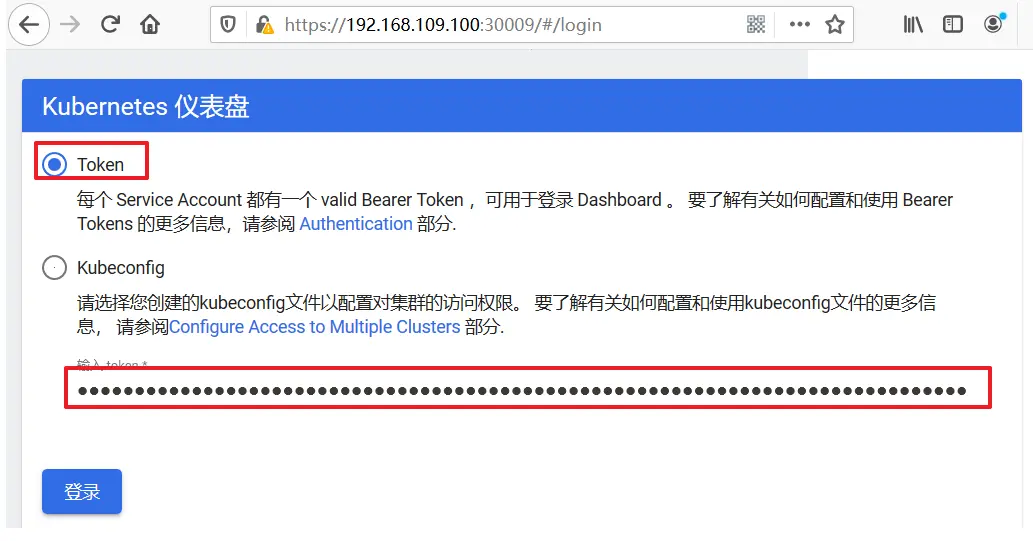 https://192.168.109.100:30009/#/login
Kubernetes 仪表盘
Token
每个 Service Account 都有一个 valid Bearer Token ，可用于登录 Dashboard 。 要了解有关如何配置和使用 Bearer
Tokens 的更多信息，请参阅 Authentication 部分.
Kubeconfig
请选择您创建的kubeconfig文件以配置对集群的访问权限。 要了解有关如何配置和使用kubeconfig文件的更多信
息， 请参阅Configure Access to Multiple Clusters 部分.
输入 token *
登录